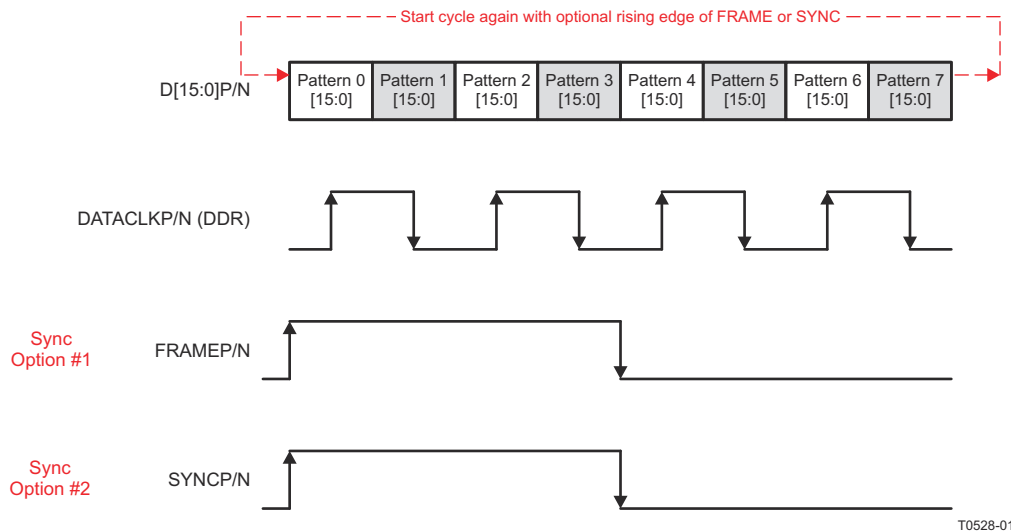 Start cycle again with optional rising edge of FRAME or SYNC
D[15:0]P/N
Pattern 0 Pattern 1 Pattern 2 Pattern 3 Pattern 4 Pattern 5 Pattern 6 Pattern 7
[15:0] [15:0] [15:0] [15:0] [15:0] [15:0] [15:0] [15:0]
DATACLKP/N (DDR)
Sync
Option #1
FRAMEP/N
Sync
Option #2
SYNCP/N
T0528-01